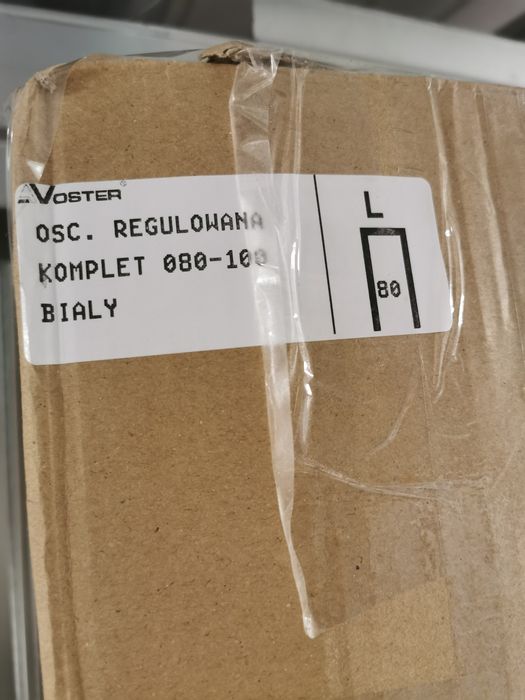 VOSTER
OSC. REGULOWANA
KOMPLET 080-100
BIALY
L
80